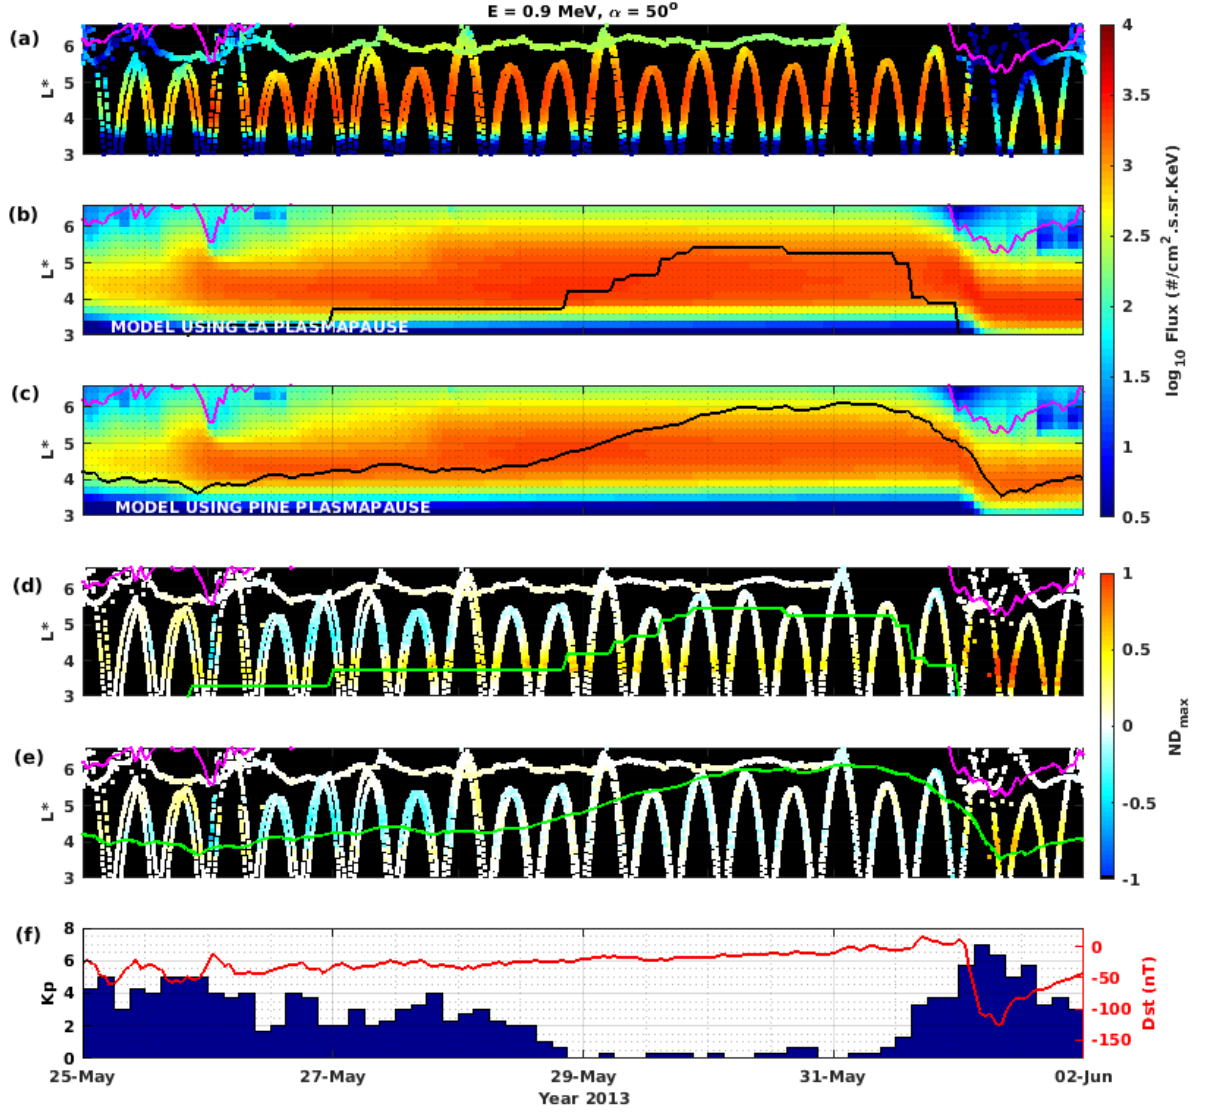 E = 0.9 MeV, α = 50°
(a)
L*
6
5
4
3
(b)
L*
6
5
4
3
MODEL USING CA PLASMAPAUSE
(c)
L*
6
5
4
3
MODEL USING PINE PLASMAPAUSE
4
3.5
3
2.5
2
1.5
1
0.5
log₁₀ Flux (#/cm².s.sr.KeV)
(d)
L*
6
5
4
3
(e)
L*
6
5
4
3
1
0.5
0
-0.5
-1
ND_max
(f)
Kp
8
6
4
2
0
0
-50
-100
-150
Dst (nT)
25-May 27-May 29-May 31-May 02-Jun
Year 2013